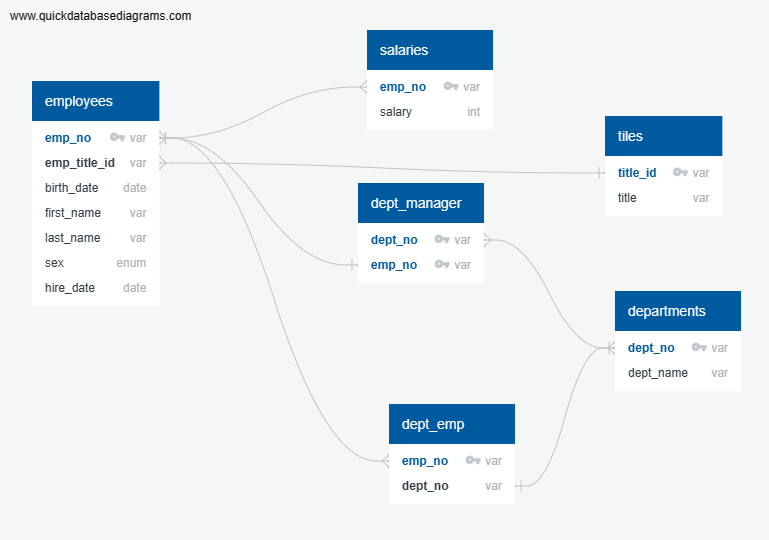 www.quickdatabasediagrams.com
employees
emp_no var
emp_title_id var
birth_date date
first_name var
last_name var
sex enum
hire_date date
salaries
emp_no var
salary int
tiles
title_id var
title var
dept_manager
dept_no var
emp_no var
departments
dept_no var
dept_name var
dept_emp
emp_no var
dept_no var